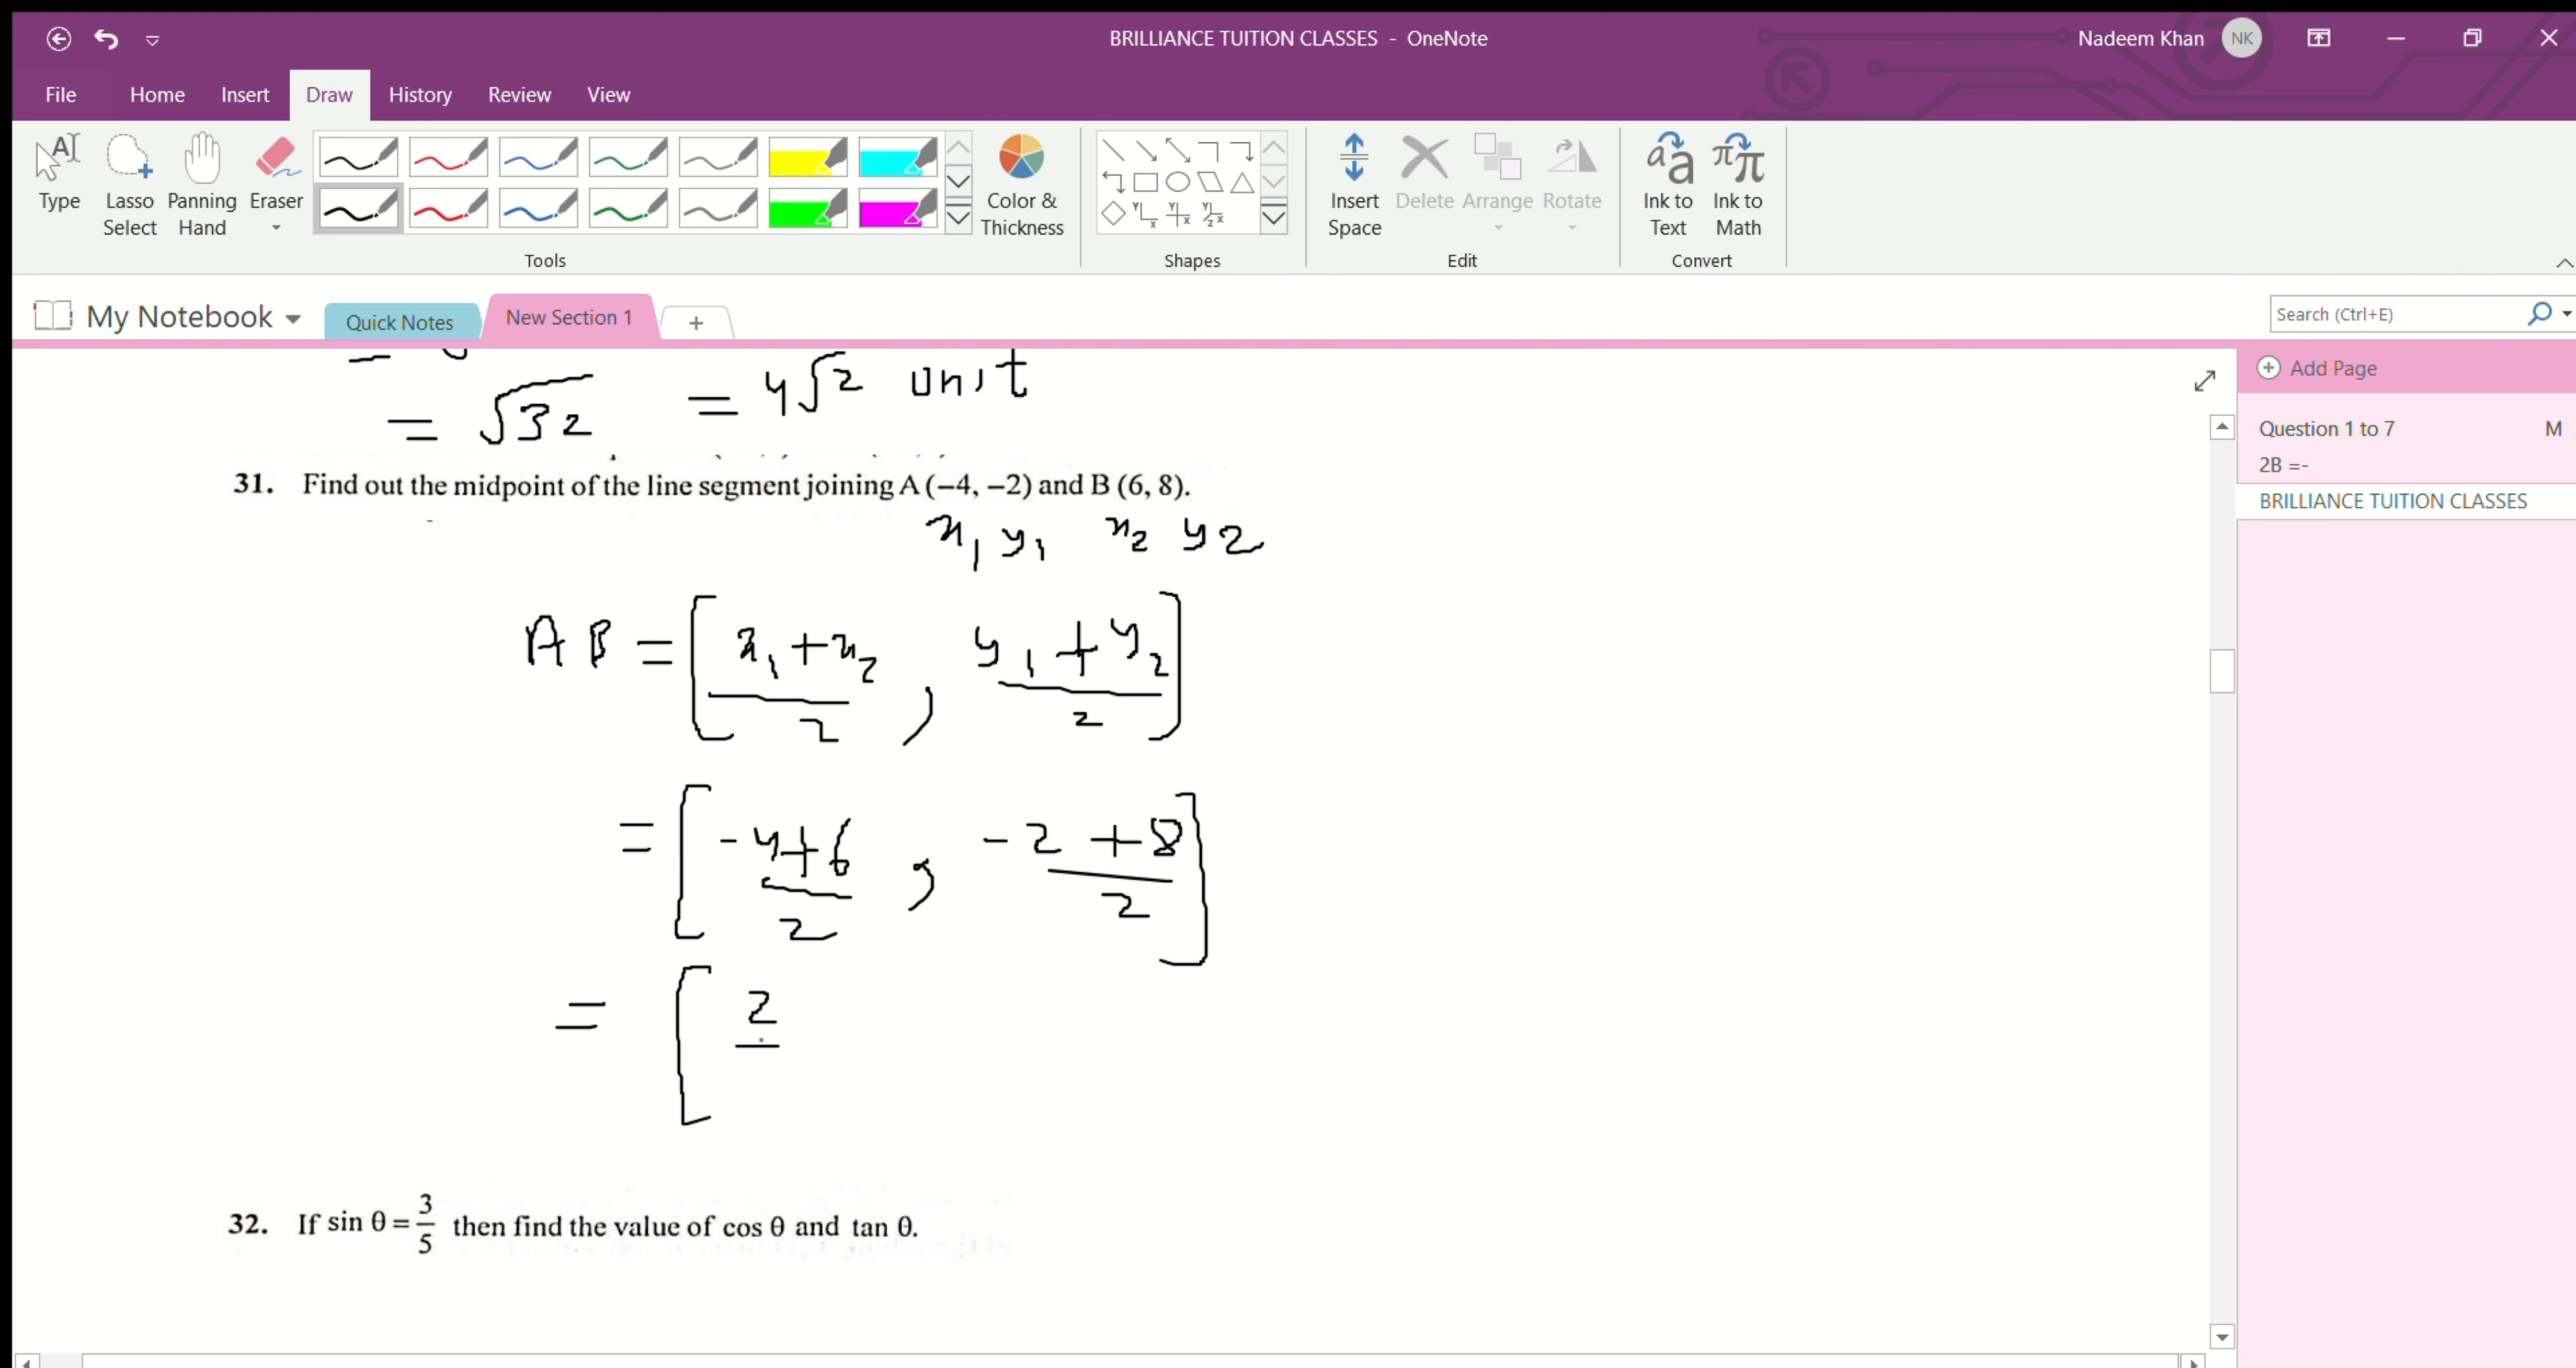 BRILLIANCE TUITION CLASSES - OneNote
Nadeem Khan NK
File Home Insert Draw History Review View
Type Lasso Select Panning Hand Eraser
Color & Thickness
Insert Space Delete Arrange Rotate
Ink to Text Ink to Math
Tools Shapes Edit Convert
My Notebook Quick Notes New Section 1 +
Search (Ctrl+E)
Add Page
Question 1 to 7 M
2B =-
BRILLIANCE TUITION CLASSES
= √32 = 4√2 unit
31. Find out the midpoint of the line segment joining A (−4, −2) and B (6, 8).
x₁ y₁ x₂ y₂
AB = [ (x₁+x₂)/2 , (y₁+y₂)/2 ]
= [ (-4+6)/2 , (-2+8)/2 ]
= [ 2
32. If sin θ = 3/5 then find the value of cos θ and tan θ.